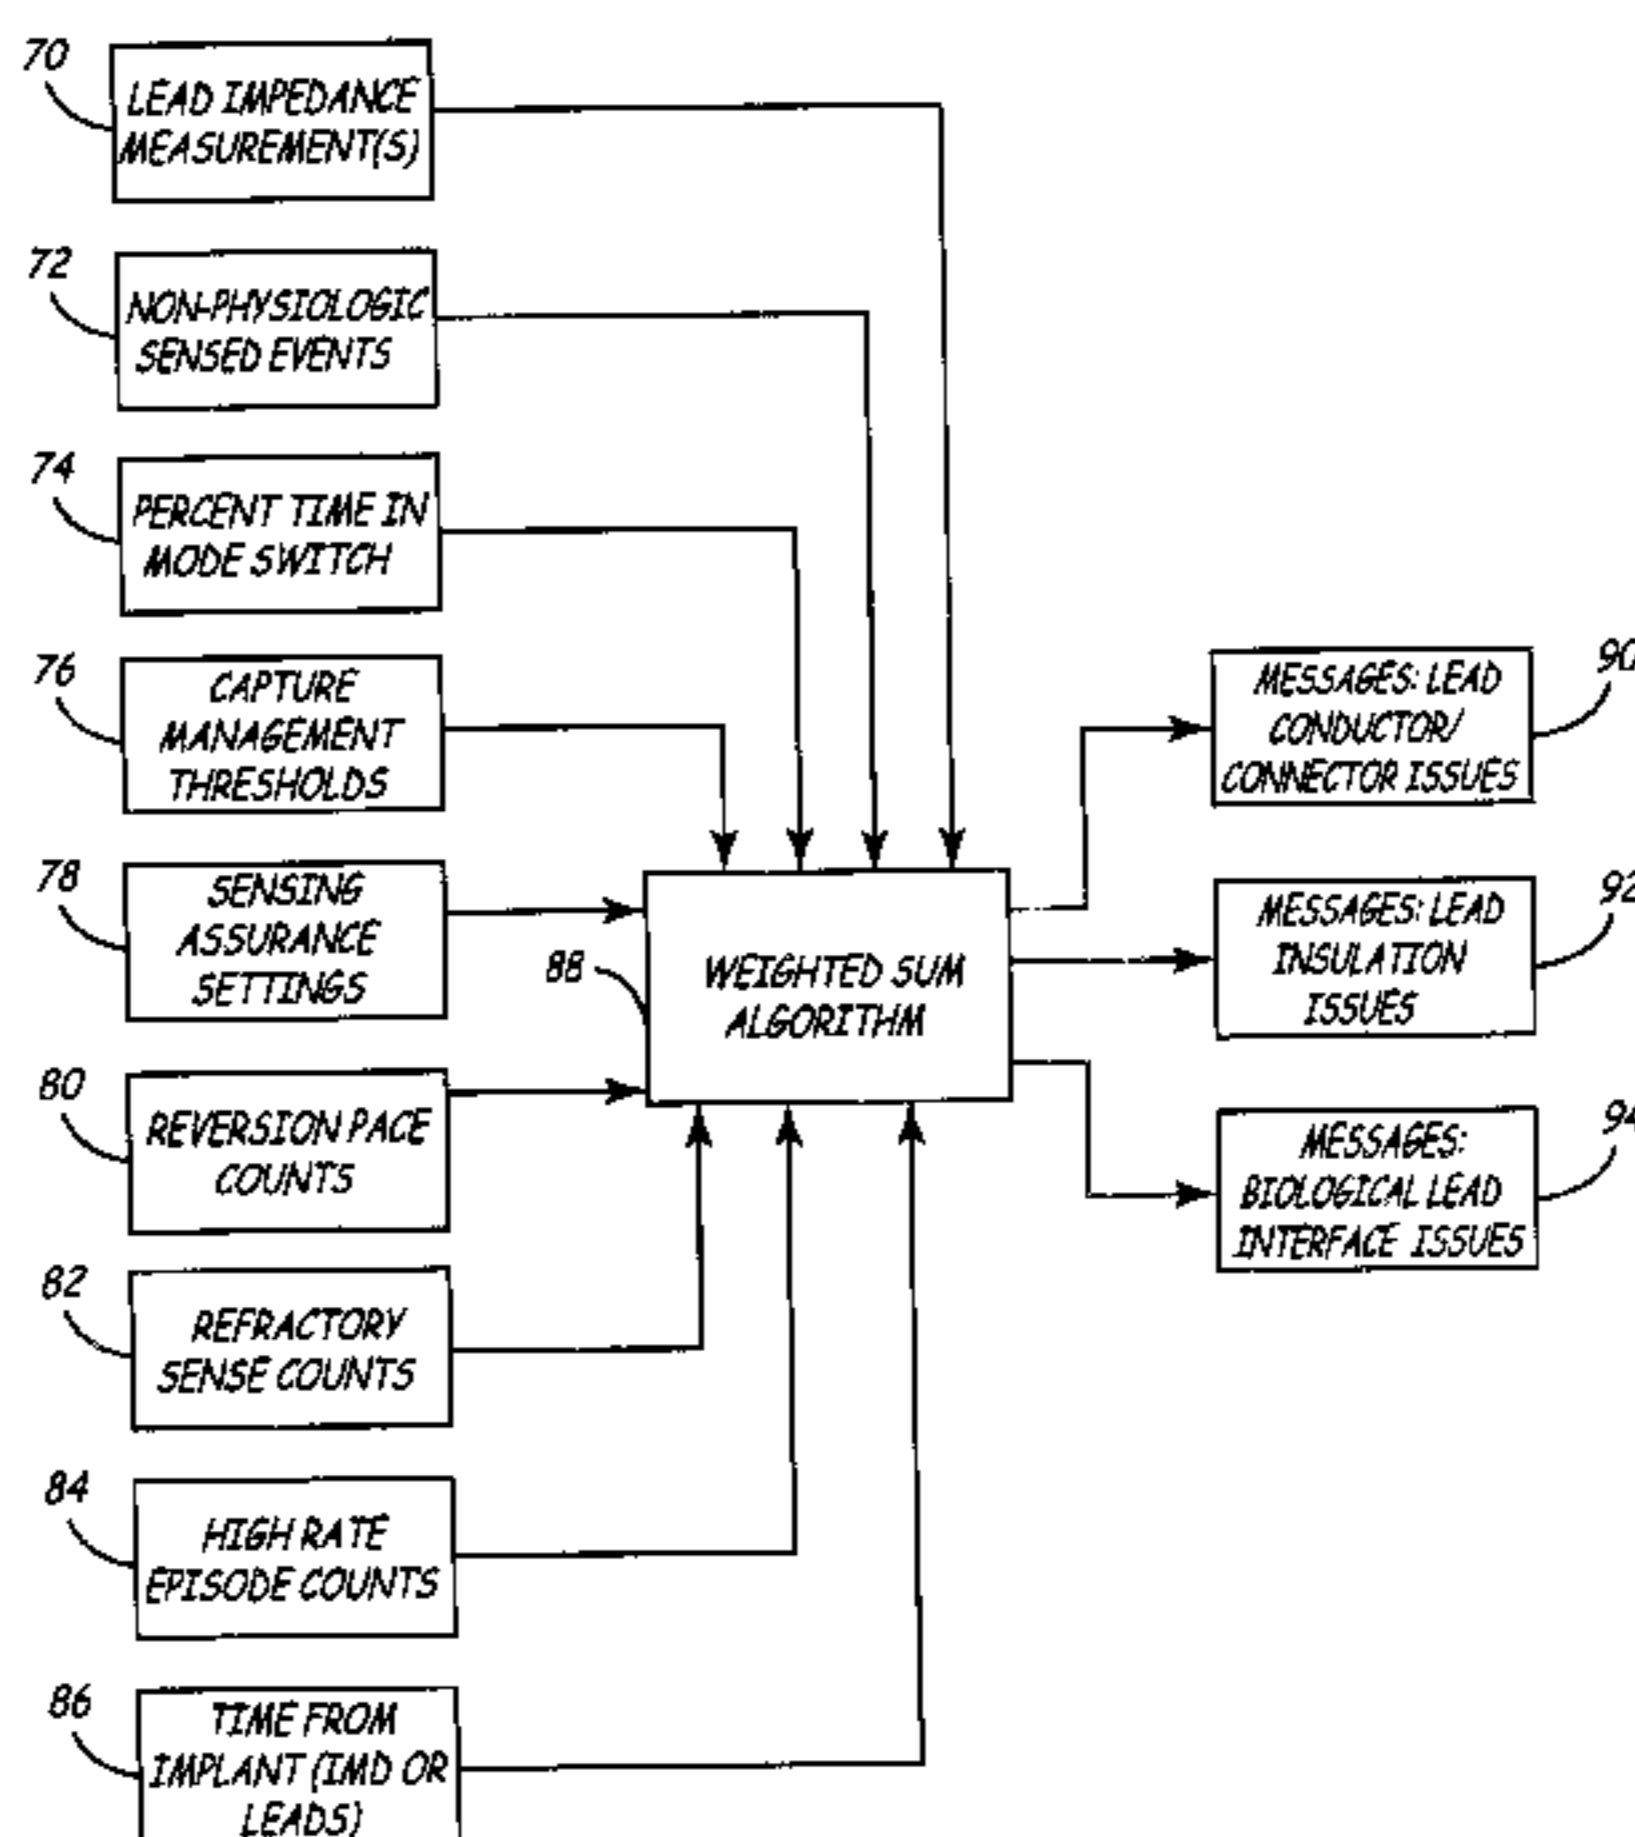 70
LEAD IMPEDANCE
MEASUREMENT(S)
72
NON-PHYSIOLOGIC
SENSED EVENTS
74
PERCENT TIME IN
MODE SWITCH
76
CAPTURE
MANAGEMENT
THRESHOLDS
78
SENSING
ASSURANCE
SETTINGS
80
REVERSION PACE
COUNTS
82
REFRACTORY
SENSE COUNTS
84
HIGH RATE
EPISODE COUNTS
86
TIME FROM
IMPLANT (IMD OR
LEADS)
88
WEIGHTED SUM
ALGORITHM
90
MESSAGES: LEAD
CONDUCTOR/
CONNECTOR ISSUES
92
MESSAGES: LEAD
INSULATION
ISSUES
94
MESSAGES:
BIOLOGICAL LEAD
INTERFACE ISSUES